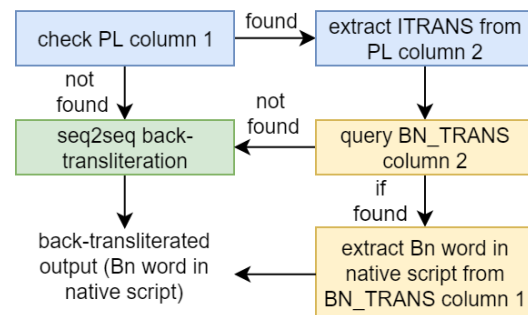 check PL column 1
found
extract ITRANS from
PL column 2
not
found
seq2seq back-
transliteration
not
found
query BN_TRANS
column 2
if
found
back-transliterated
output (Bn word in
native script)
extract Bn word in
native script from
BN_TRANS column 1